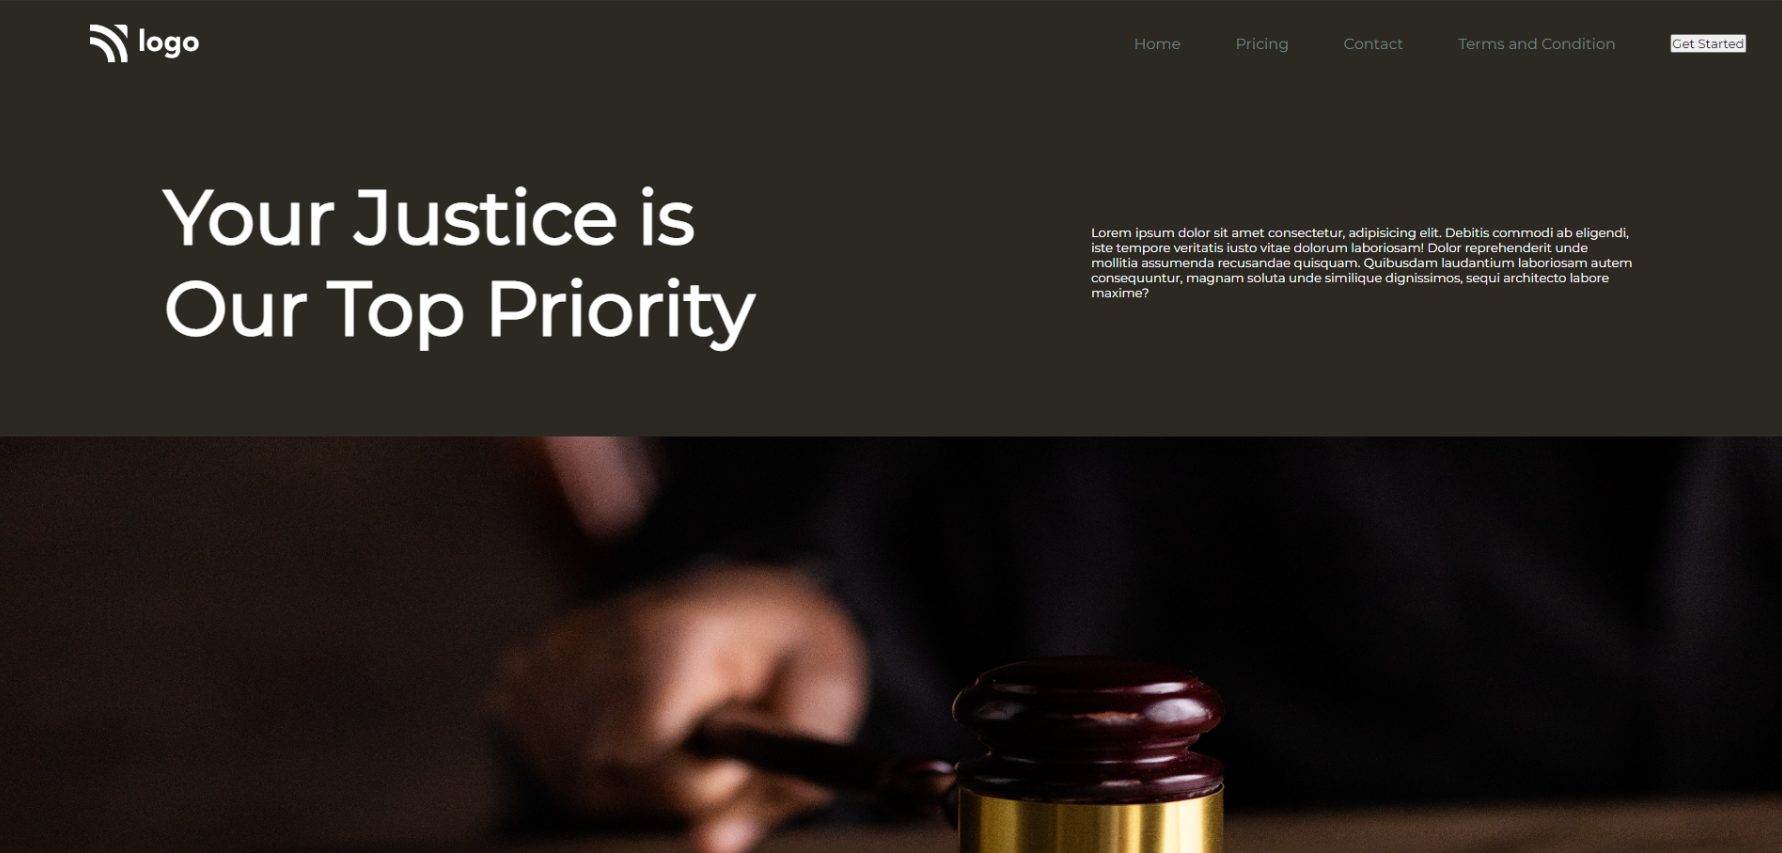 logo
Home Pricing Contact Terms and Condition Get Started
Your Justice is
Our Top Priority
Lorem ipsum dolor sit amet consectetur, adipisicing elit. Debitis commodi ab eligendi,
iste tempore veritatis iusto vitae dolorum laboriosam! Dolor reprehenderit unde
mollitia assumenda recusandae quisquam. Quibusdam laudantium laboriosam autem
consequuntur, magnam soluta unde similique dignissimos, sequi architecto labore
maxime?